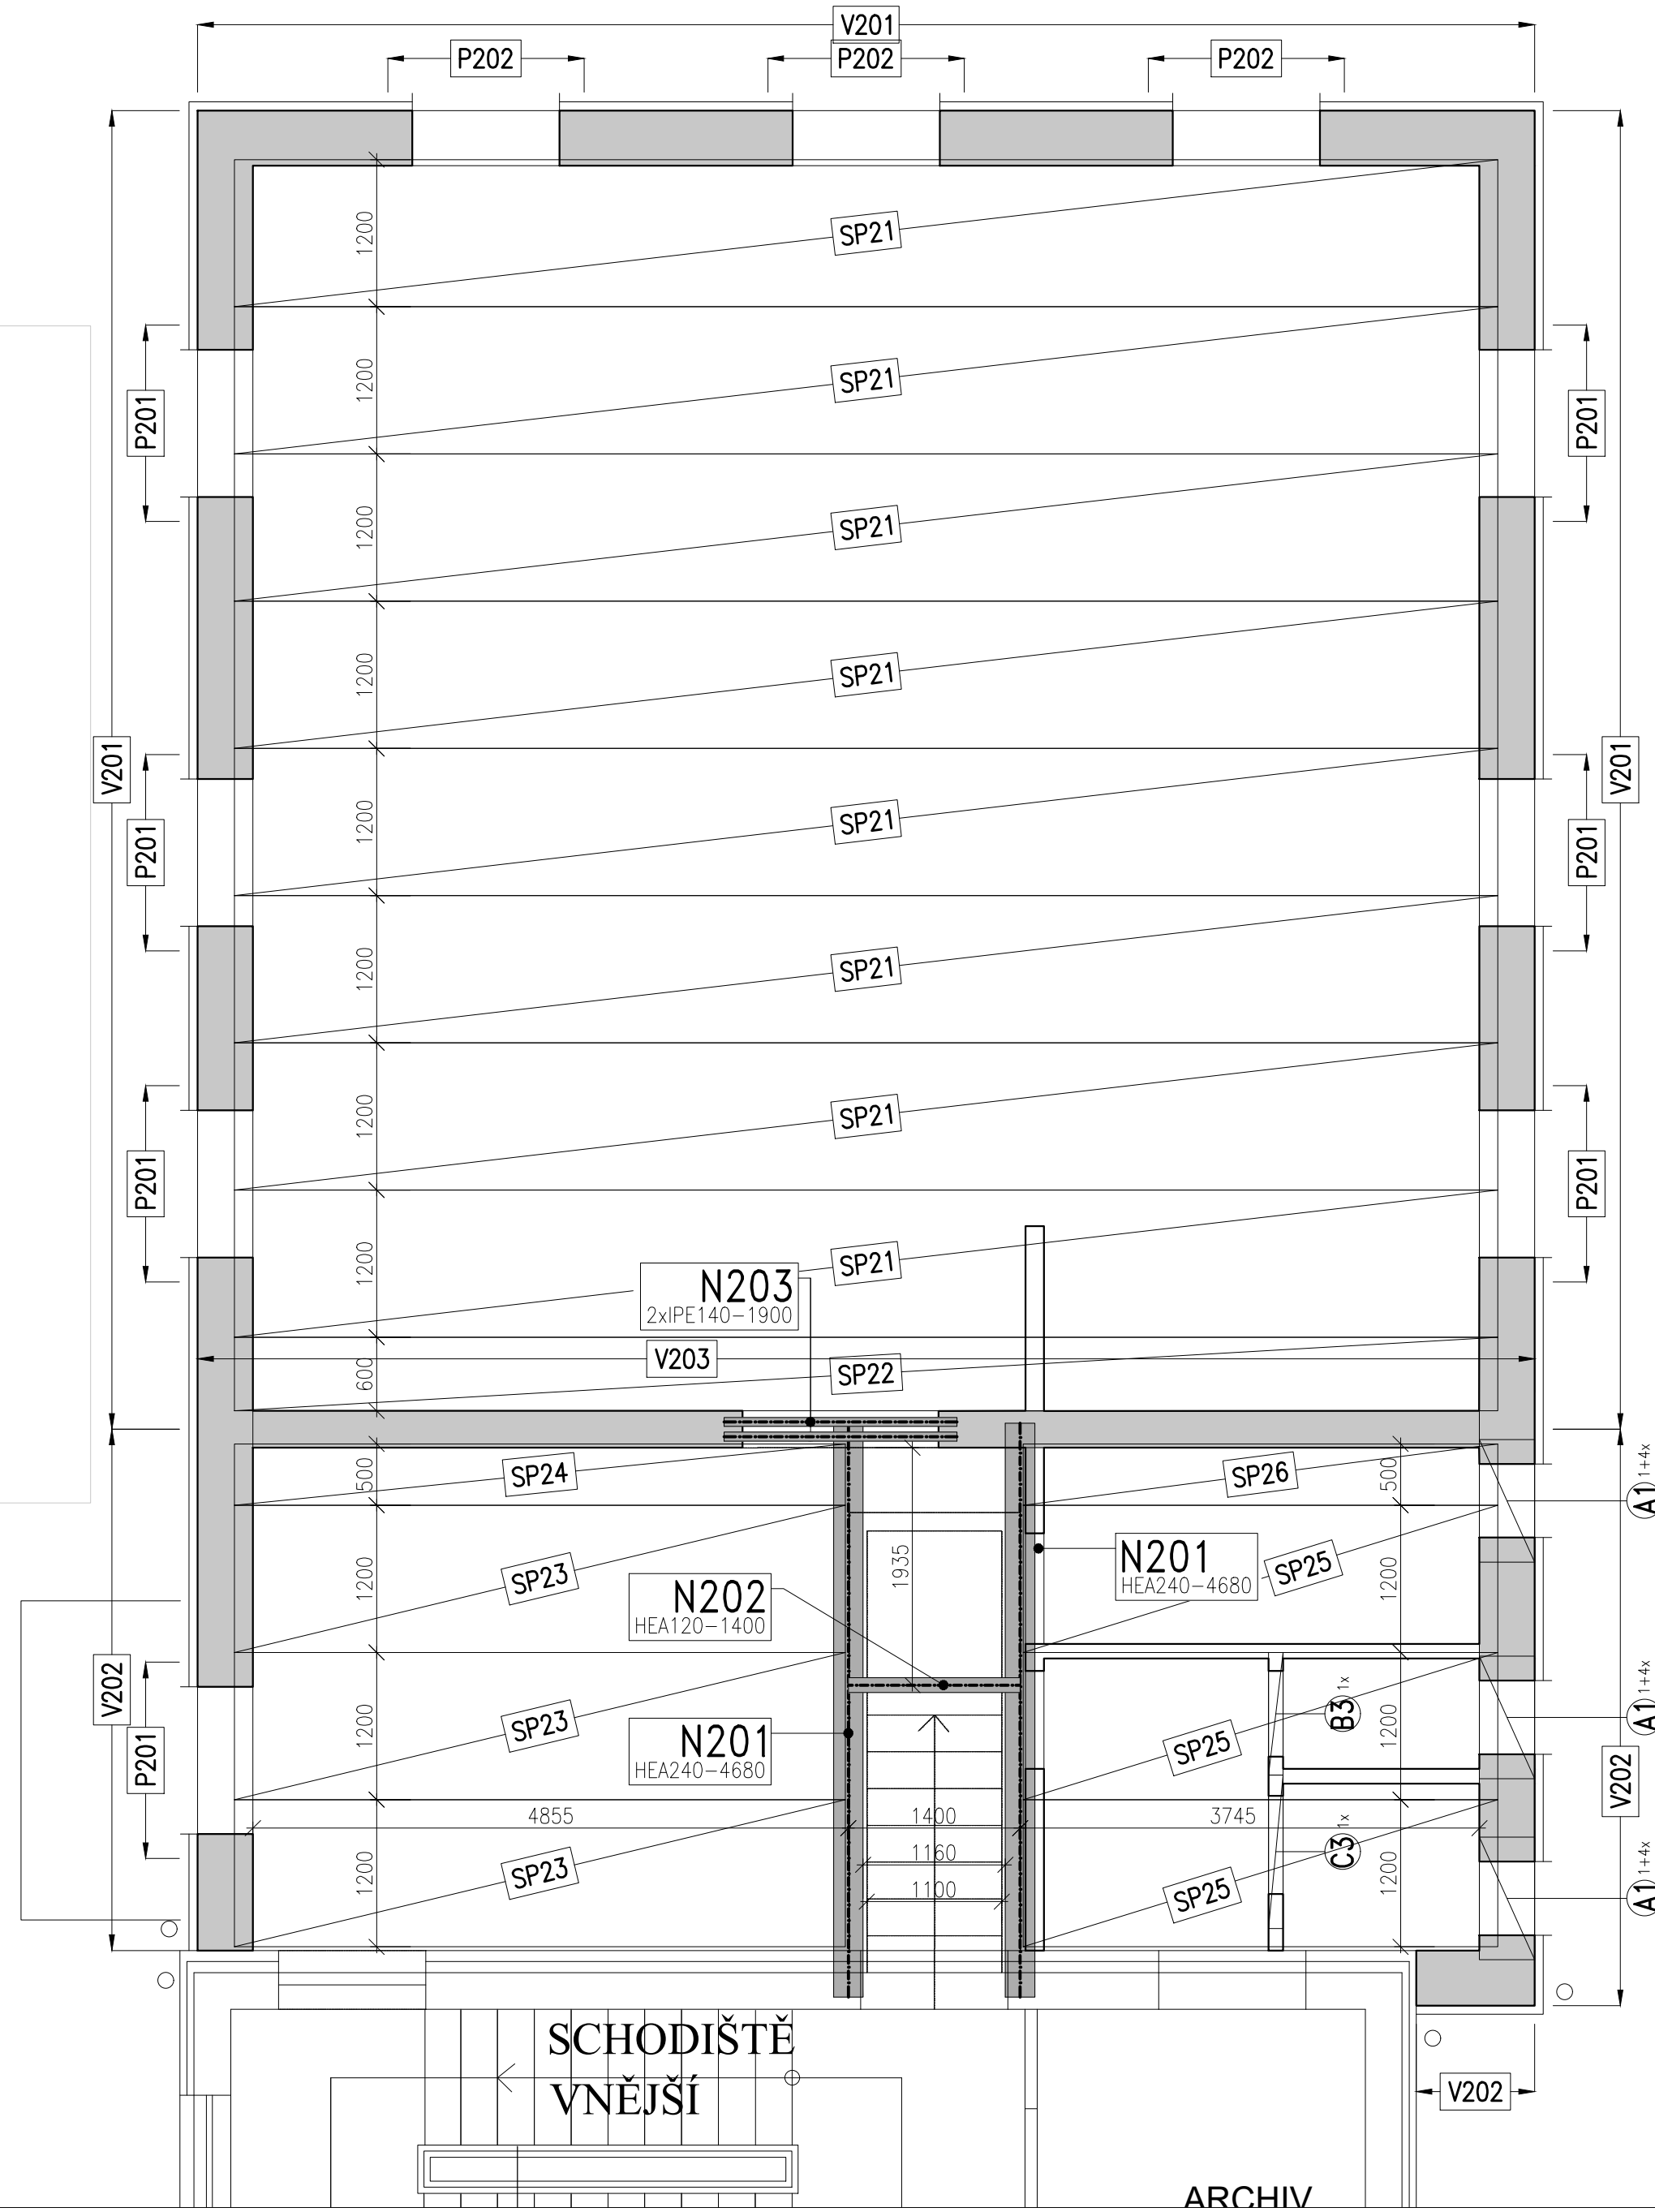 V201
P202
P202
P202
1200
SP21
1200
SP21
P201
P201
1200
SP21
1200
SP21
V201
V201
1200
SP21
P201
P201
1200
SP21
1200
SP21
P201
P201
1200
SP21
N203
2xIPE140-1900
V203
600
SP22
500
SP24
SP26
500
A1 1+4x
1200
SP23
1935
N201
HEA240-4680
SP25
1200
N202
HEA120-1400
V202
P201
1200
SP23
N201
HEA240-4680
SP25
B3 1x
1200
A1 1+4x
V202
4855
1400
3745
1160
1200
SP23
1100
SP25
C3 1x
1200
A1 1+4x
SCHODIŠTĚ
VNĚJŠÍ
V202
ARCHIV